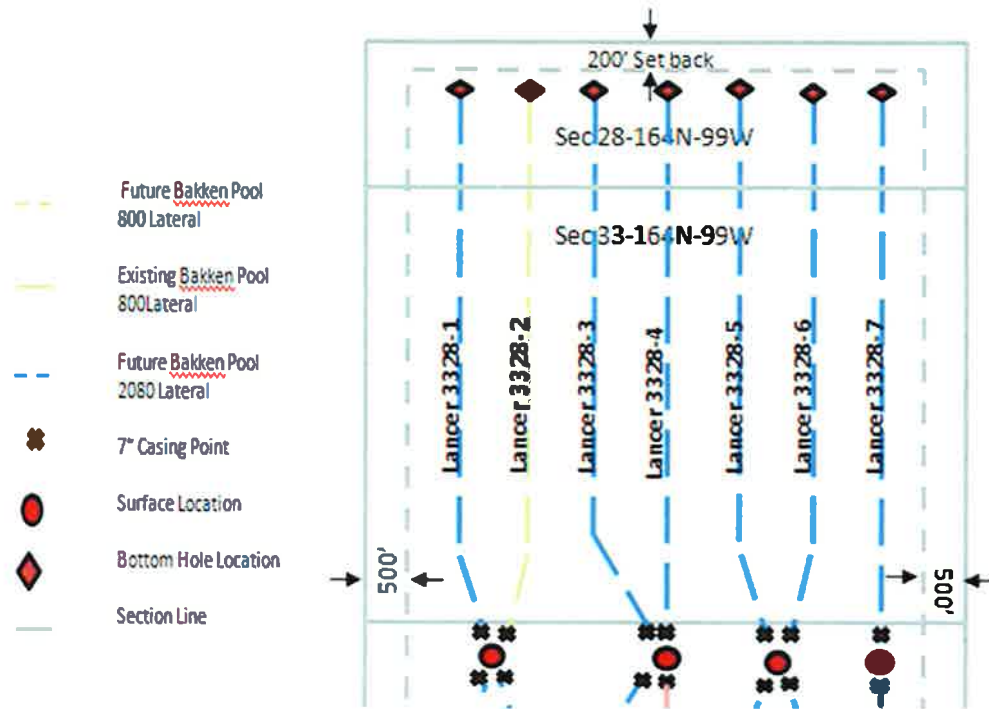 200' Set back
Sec 28-164N-99W
Future Bakken Pool
800 Lateral
Sec 33-164N-99W
Existing Bakken Pool
800Lateral
Future Bakken Pool
2080 Lateral
7" Casing Point
Surface Location
Bottom Hole Location
Section Line
Lancer 3328-1
Lancer 3328-2
Lancer 3328-3
Lancer 3328-4
Lancer 3328-5
Lancer 3328-6
Lancer 3328-7
500'
500'